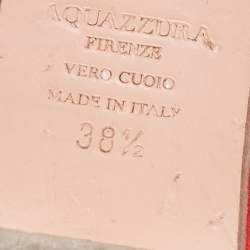 AQUAZZURA
FIRENZE
VERO CUOIO
MADE IN ITALY
38½